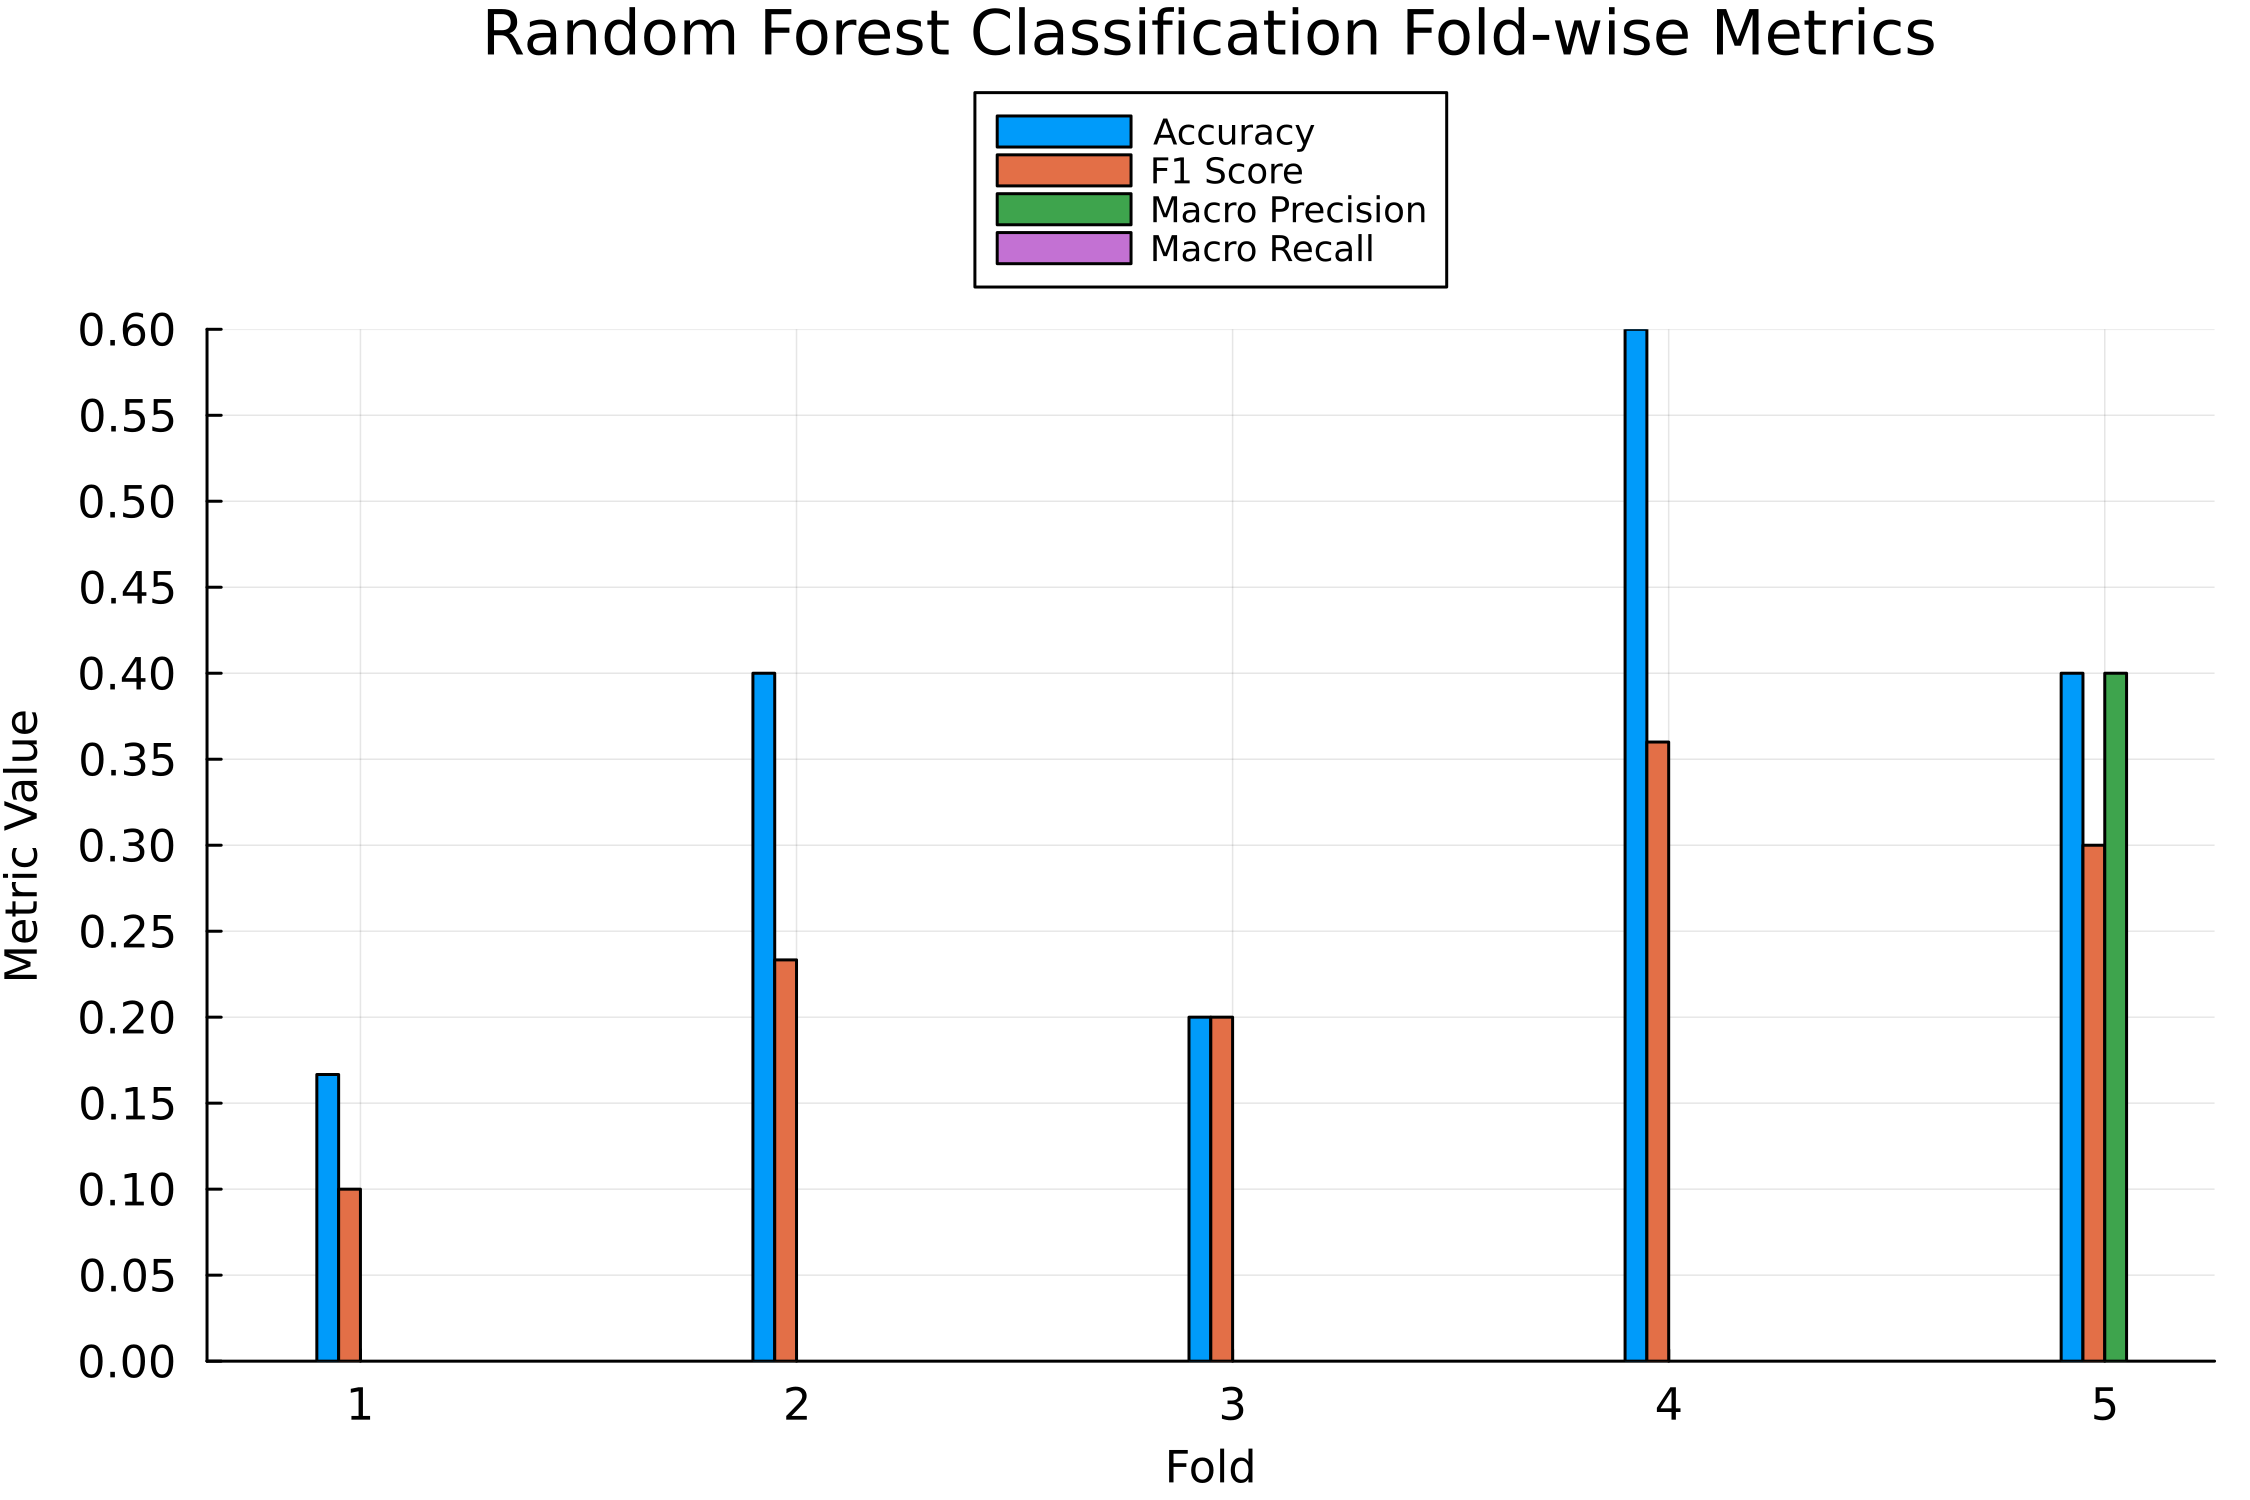 Random Forest Classification Fold-wise Metrics
Accuracy
F1 Score
Macro Precision
Macro Recall
0.60
0.55
0.50
0.45
0.40
0.35
0.30
0.25
0.20
0.15
0.10
0.05
0.00
Metric Value
1 2 3 4 5
Fold